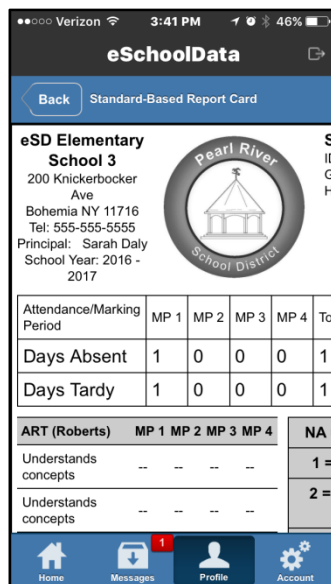 Verizon 3:41 PM 46%
eSchoolData
Back Standard-Based Report Card
eSD Elementary
School 3
200 Knickerbocker
Ave
Bohemia NY 11716
Tel: 555-555-5555
Principal: Sarah Daly
School Year: 2016 -
2017
Pearl River
School District
S
ID
G
H
Attendance/Marking
Period
MP 1 MP 2 MP 3 MP 4 To
Days Absent 1 0 0 0 1
Days Tardy 1 0 0 0 1
ART (Roberts) MP 1 MP 2 MP 3 MP 4
Understands
concepts
-- -- -- --
Understands
concepts
-- -- -- --
NA
1 =
2 =
1
Home Messages Profile Account